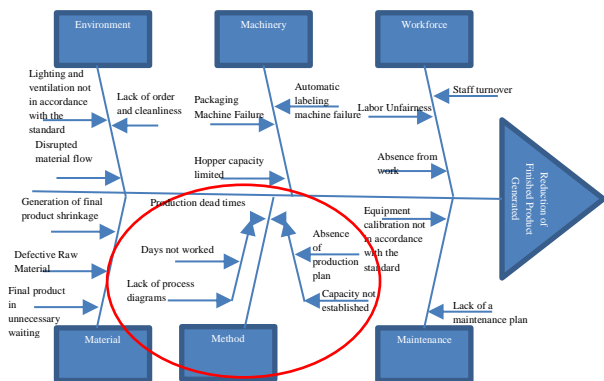 Environment
Machinery
Workforce
Lighting and
ventilation not
in accordance
with the
standard
Lack of order
and cleanliness
Disrupted
material flow
Packaging
Machine Failure
Automatic
labeling
machine failure
Hopper capacity
limited
Staff turnover
Labor Unfairness
Absence from
work
Reduction of
Finished Product
Generated
Generation of final
product shrinkage
Defective Raw
Material
Final product
in
unnecessary
waiting
Production dead times
Days not worked
Lack of process
diagrams
Absence
of
production
plan
Capacity not
established
Equipment
calibration not
in accordance
with the
standard
Lack of a
maintenance plan
Material
Method
Maintenance